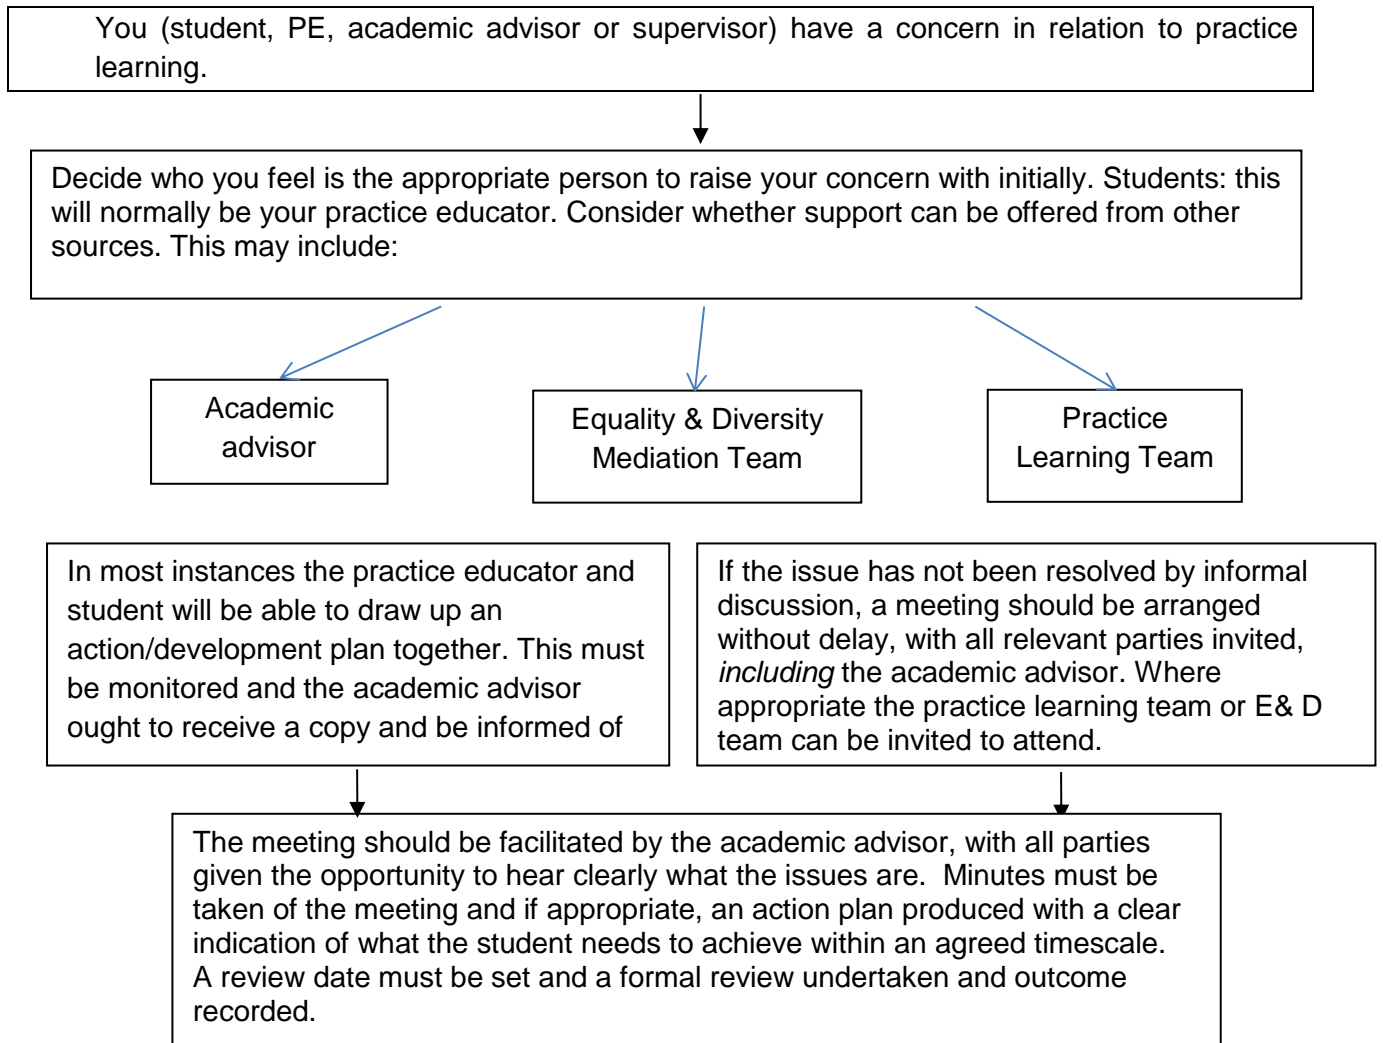 You (student, PE, academic advisor or supervisor) have a concern in relation to practice
learning.
Decide who you feel is the appropriate person to raise your concern with initially. Students: this
will normally be your practice educator. Consider whether support can be offered from other
sources. This may include:
Academic
advisor
Equality & Diversity
Mediation Team
Practice
Learning Team
In most instances the practice educator and
student will be able to draw up an
action/development plan together. This must
be monitored and the academic advisor
ought to receive a copy and be informed of
If the issue has not been resolved by informal
discussion, a meeting should be arranged
without delay, with all relevant parties invited,
including the academic advisor. Where
appropriate the practice learning team or E& D
team can be invited to attend.
The meeting should be facilitated by the academic advisor, with all parties
given the opportunity to hear clearly what the issues are.  Minutes must be
taken of the meeting and if appropriate, an action plan produced with a clear
indication of what the student needs to achieve within an agreed timescale.
A review date must be set and a formal review undertaken and outcome
recorded.